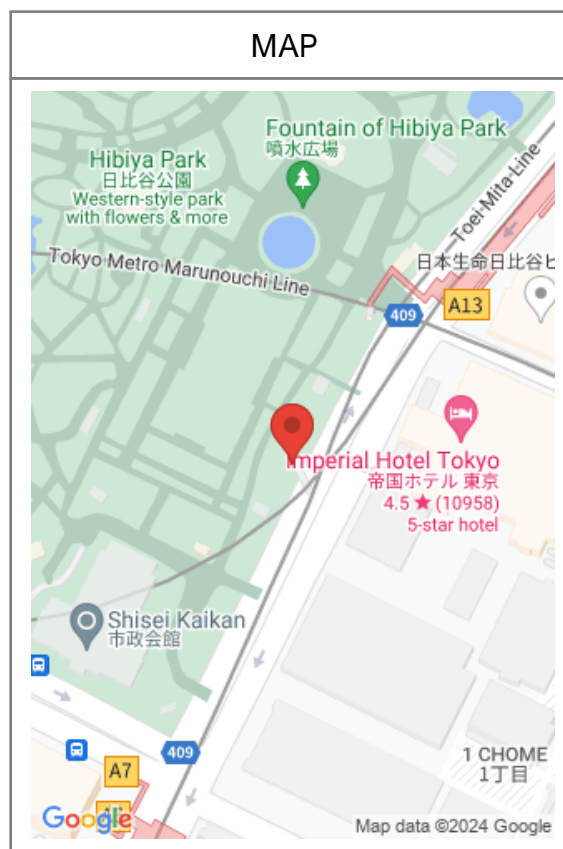 MAP
Fountain of Hibiya Park
噴水広場
Hibiya Park
日比谷公園
Western-style park
with flowers & more
Toei Mita Line
Tokyo Metro Marunouchi Line
日本生命日比谷ビ
A13
409
Imperial Hotel Tokyo
帝国ホテル 東京
4.5 ★ (10958)
5-star hotel
Shisei Kaikan
市政会館
409
1 CHOME
1丁目
A7
Google
Map data ©2024 Google